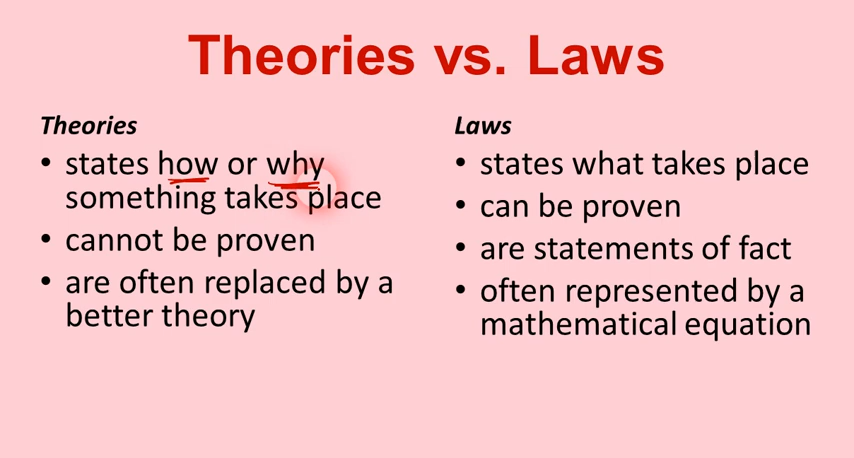 Theories vs. Laws
Theories
• states how or why
something takes place
• cannot be proven
• are often replaced by a
better theory
Laws
• states what takes place
• can be proven
• are statements of fact
• often represented by a
mathematical equation